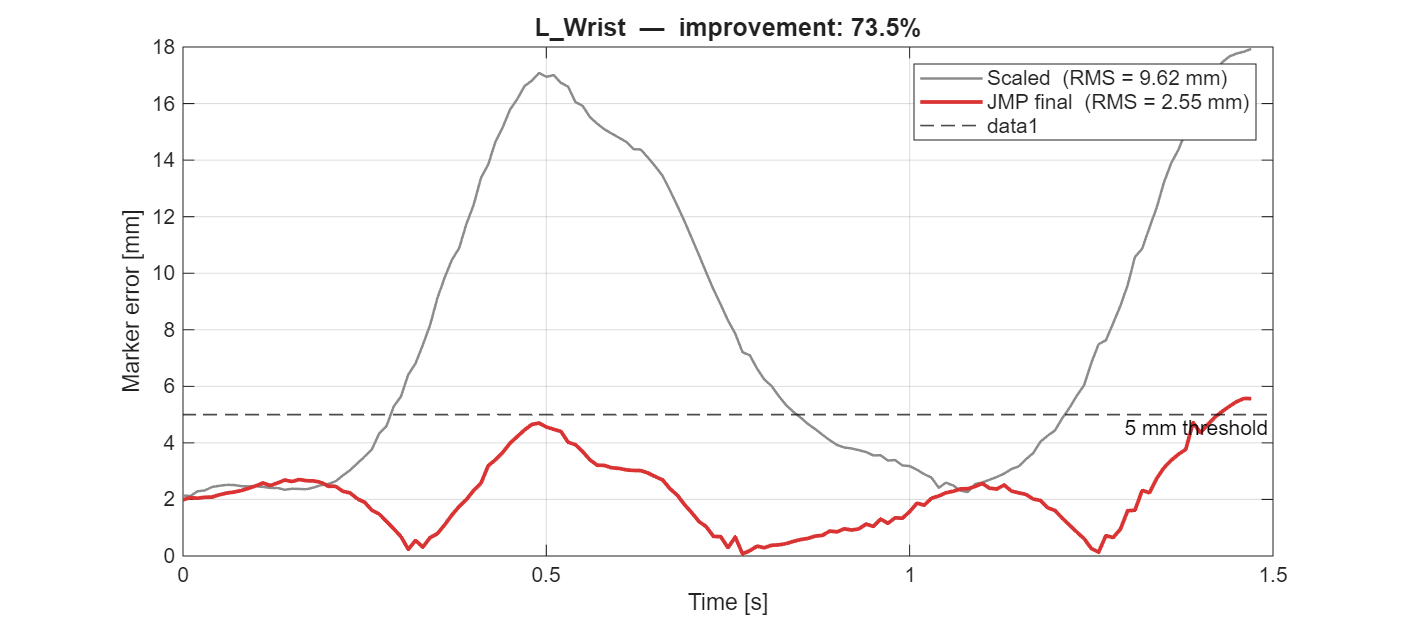 L_Wrist — improvement: 73.5%
18
16
14
12
10
8
6
4
2
0
Marker error [mm]
Scaled (RMS = 9.62 mm)
JMP final (RMS = 2.55 mm)
data1
5 mm threshold
0
0.5
1
1.5
Time [s]